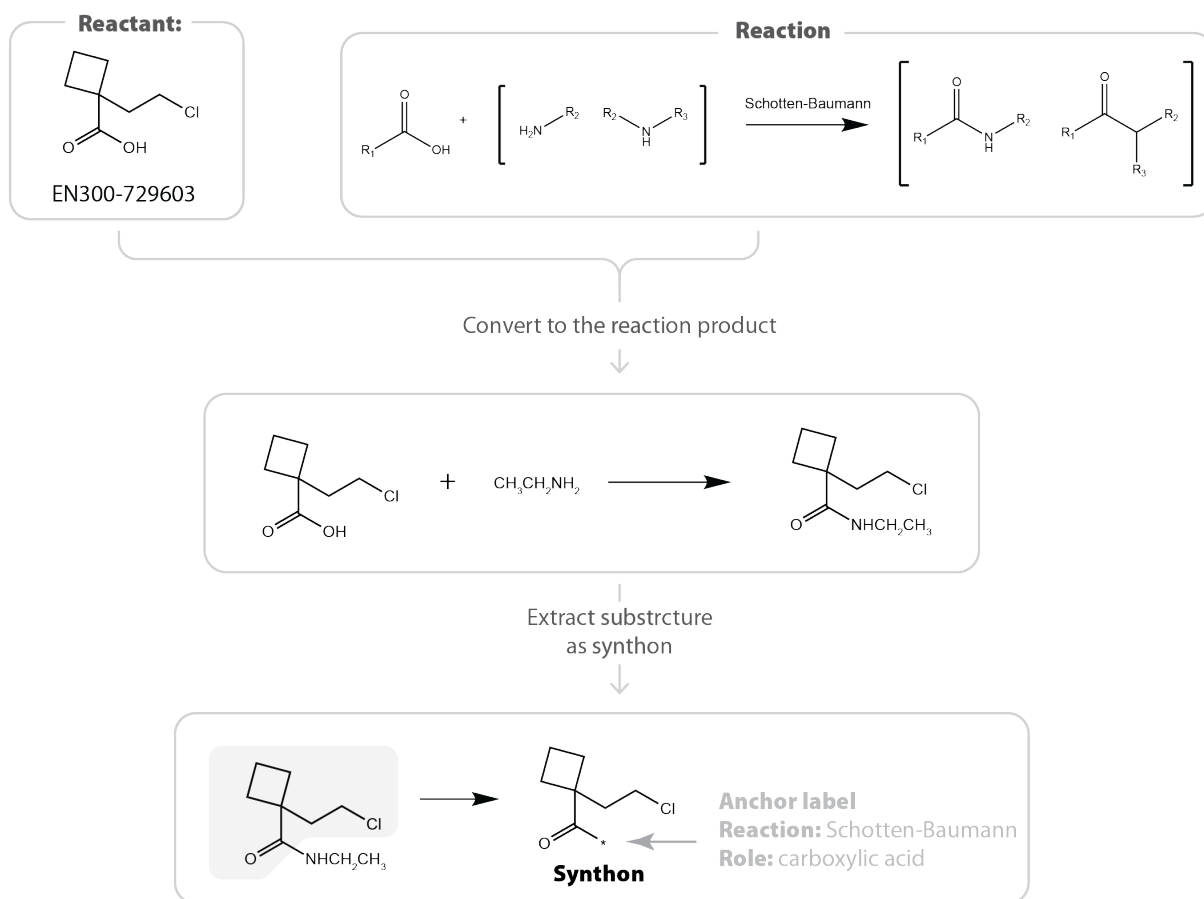 Reactant:
Cl
O
OH
EN300-729603
Reaction
O
R₁
OH
+
H₂N
R₂
R₂
N
H
R₃
Schotten-Baumann
O
R₁
N
H
R₂
O
R₁
R₂
R₃
Convert to the reaction product
Cl
O
OH
+
CH₃CH₂NH₂
Cl
O
NHCH₂CH₃
Extract substrcture
as synthon
Cl
O
NHCH₂CH₃
Cl
O
*
Synthon
Anchor label
Reaction: Schotten-Baumann
Role: carboxylic acid